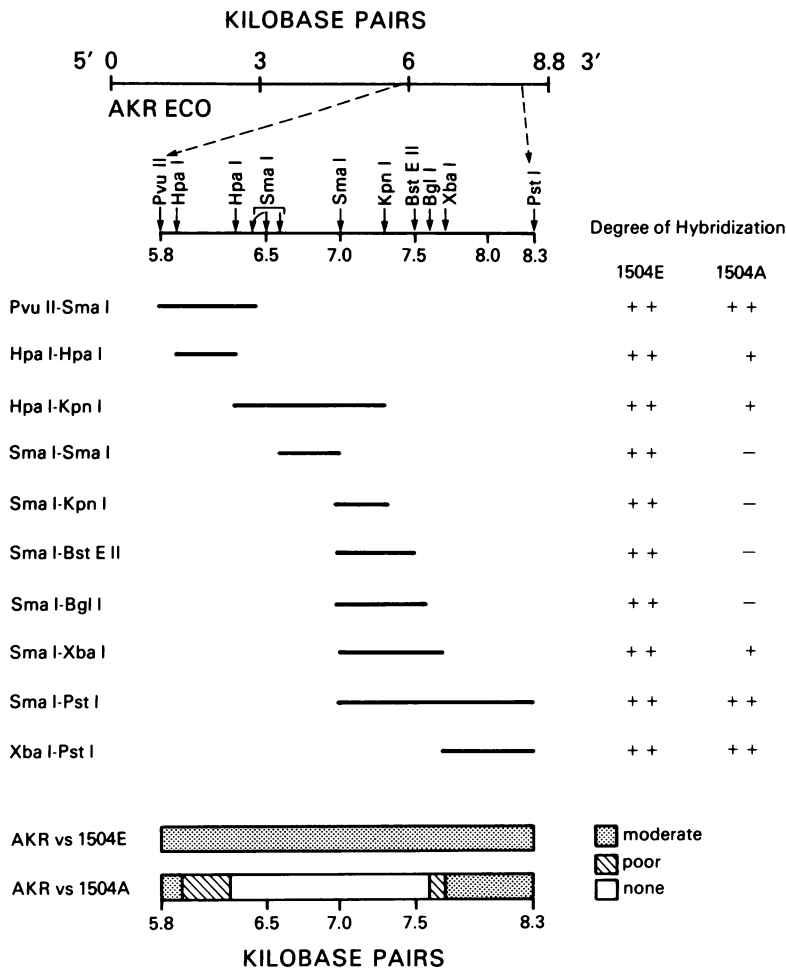 KILOBASE PAIRS
5' 0 3 6 8.8 3'
AKR ECO
Pvu II
Hpa I
Hpa I
Sma I
Sma I
Kpn I
Bst E II
Bgl I
Xba I
Pst I
5.8 6.5 7.0 7.5 8.0 8.3
Degree of Hybridization
1504E 1504A
Pvu II-Sma I + + + +
Hpa I-Hpa I + + +
Hpa I-Kpn I + + +
Sma I-Sma I + + −
Sma I-Kpn I + + −
Sma I-Bst E II + + −
Sma I-Bgl I + + −
Sma I-Xba I + + +
Sma I-Pst I + + + +
Xba I-Pst I + + + +
AKR vs 1504E
AKR vs 1504A
moderate
poor
none
5.8 6.5 7.0 7.5 8.3
KILOBASE PAIRS